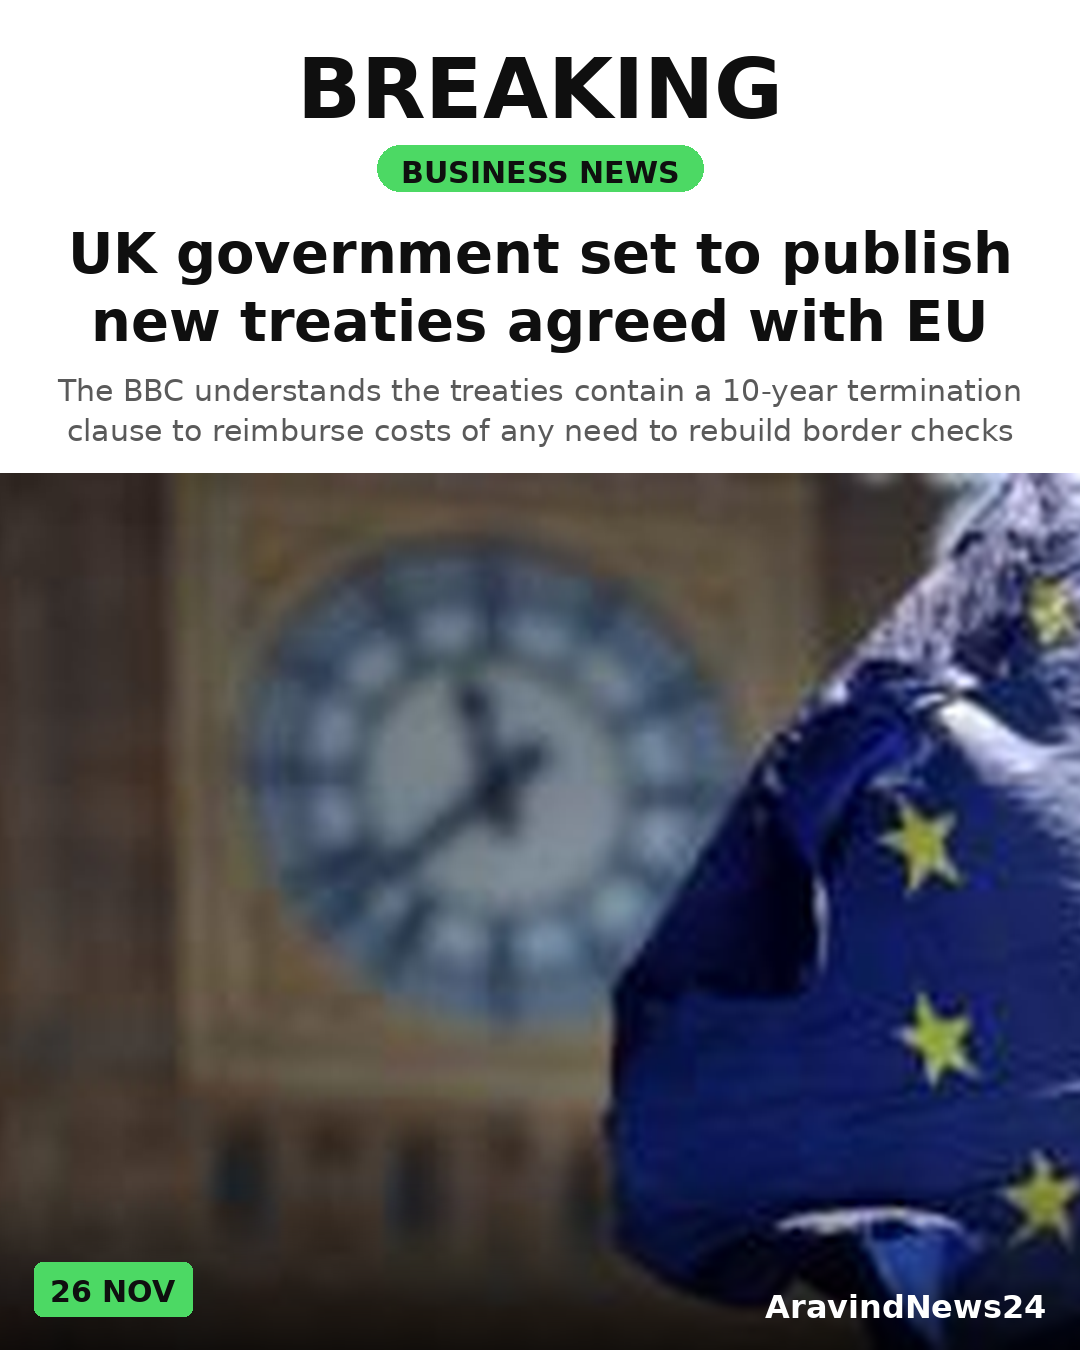 BREAKING
BUSINESS NEWS
UK government set to publish
new treaties agreed with EU
The BBC understands the treaties contain a 10-year termination
clause to reimburse costs of any need to rebuild border checks
26 NOV
AravindNews24